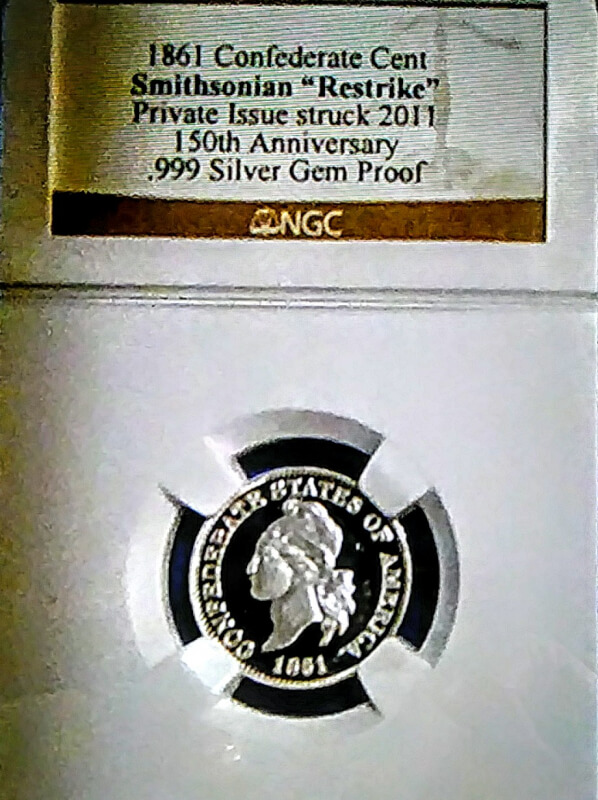 1861 Confederate Cent
Smithsonian "Restrike"
Private Issue struck 2011
150th Anniversary
.999 Silver Gem Proof
NGC
CONFEDERATE STATES OF AMERICA.
1861